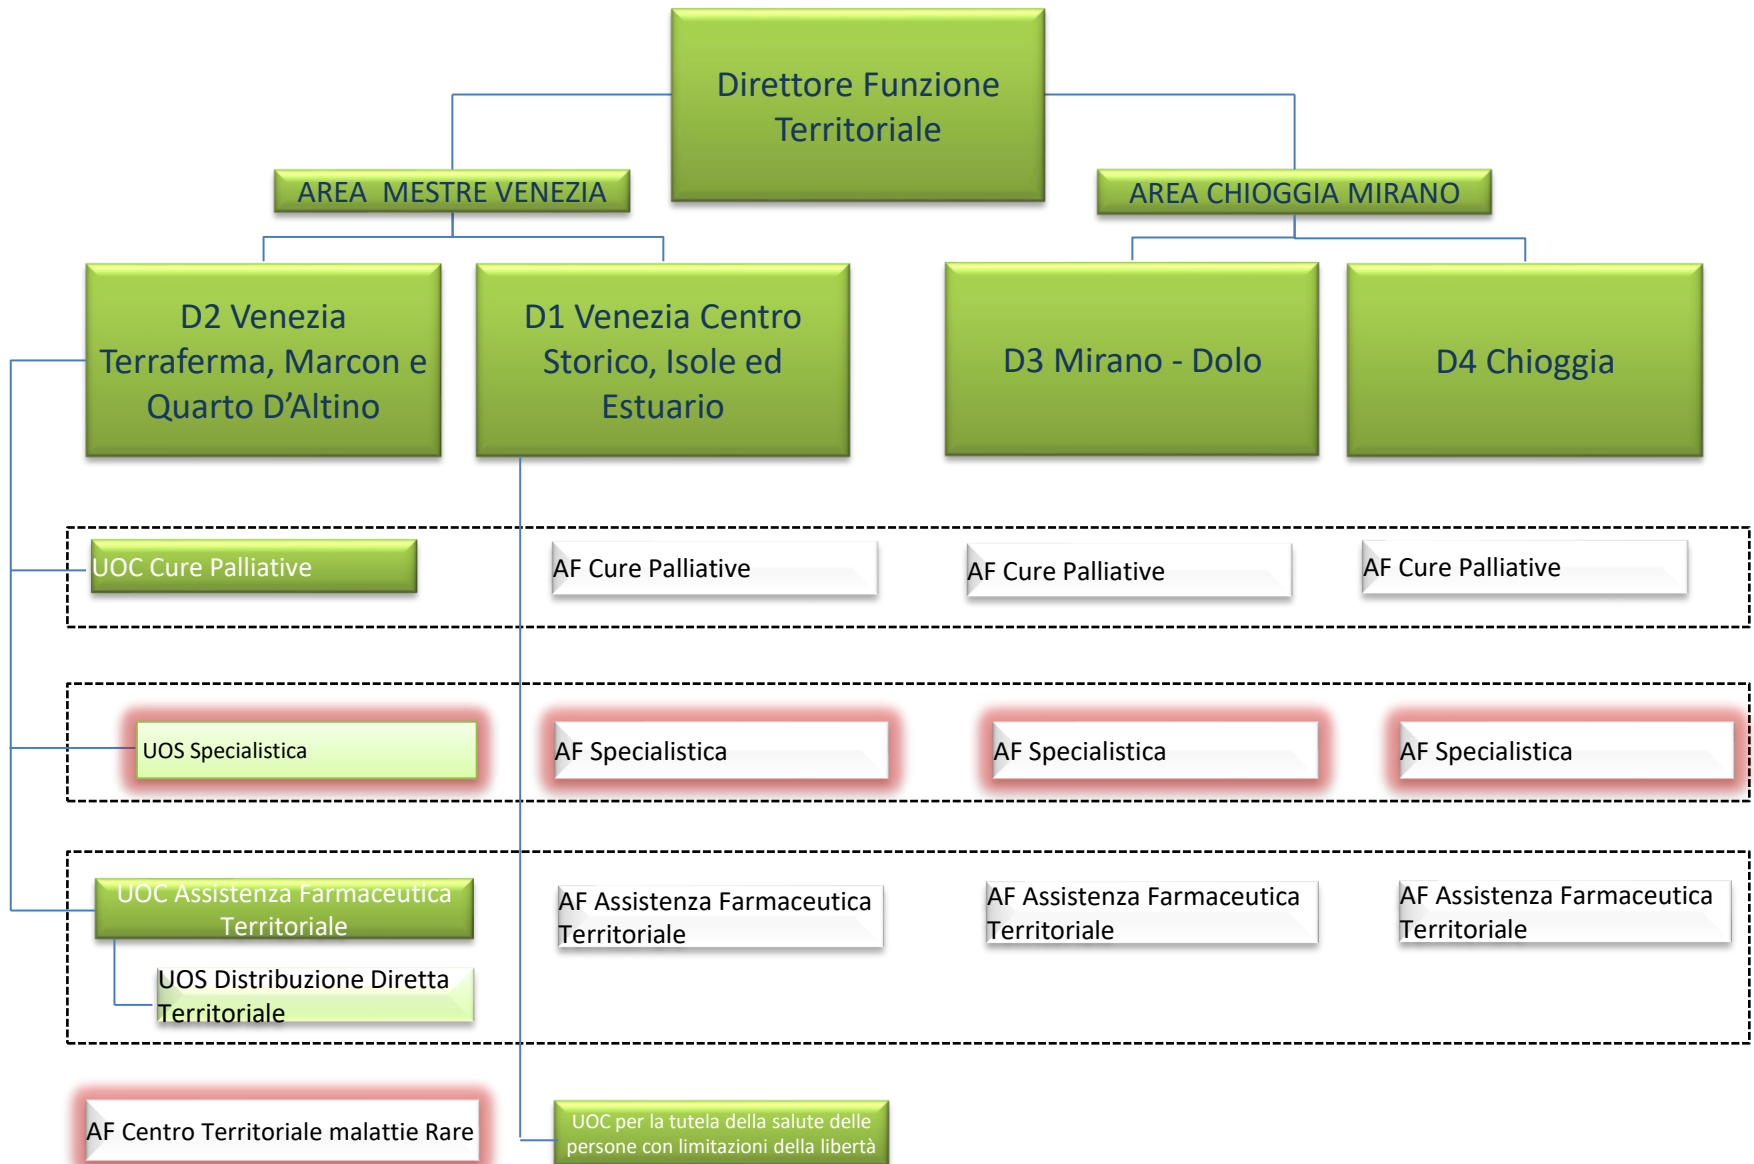 Direttore Funzione
Territoriale
AREA  MESTRE VENEZIA
AREA CHIOGGIA MIRANO
D2 Venezia
Terraferma, Marcon e
Quarto D’Altino
D1 Venezia Centro
Storico, Isole ed
Estuario
D3 Mirano - Dolo
D4 Chioggia
UOC Cure Palliative
AF Cure Palliative
AF Cure Palliative
AF Cure Palliative
UOS Specialistica
AF Specialistica
AF Specialistica
AF Specialistica
UOC Assistenza Farmaceutica
Territoriale
AF Assistenza Farmaceutica
Territoriale
AF Assistenza Farmaceutica
Territoriale
AF Assistenza Farmaceutica
Territoriale
UOS Distribuzione Diretta
Territoriale
AF Centro Territoriale malattie Rare
UOC per la tutela della salute delle
persone con limitazioni della libertà